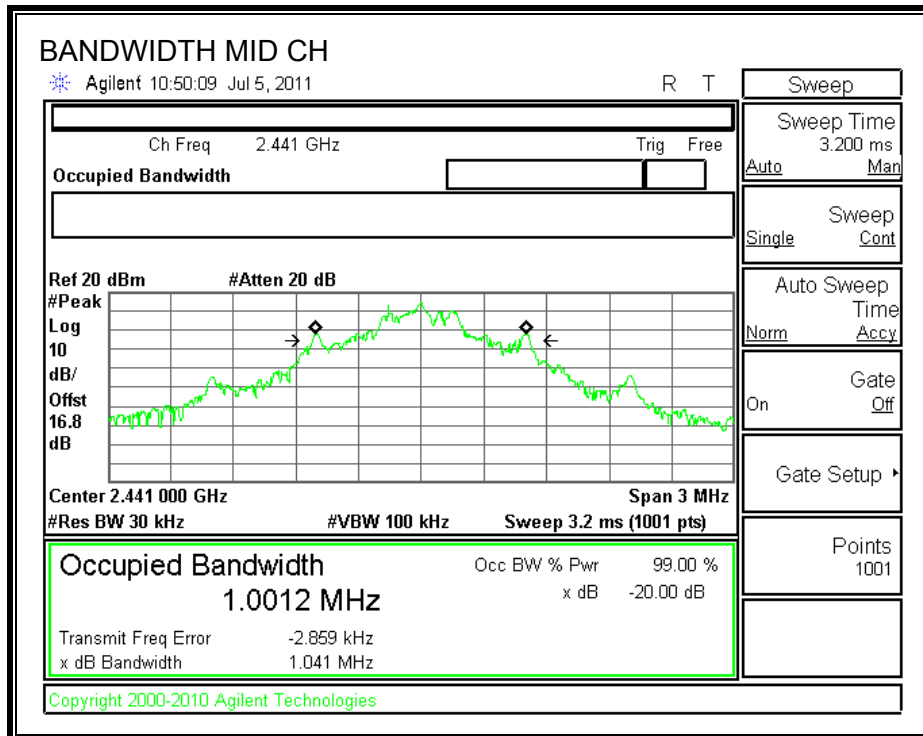 BANDWIDTH MID CH
Agilent 10:50:09 Jul 5, 2011
R T
Ch Freq 2.441 GHz
Trig Free
Occupied Bandwidth
Ref 20 dBm
#Atten 20 dB
#Peak
Log
10
dB/
Offst
16.8
dB
Center 2.441 000 GHz
Span 3 MHz
#Res BW 30 kHz
#VBW 100 kHz
Sweep 3.2 ms (1001 pts)
Occupied Bandwidth
1.0012 MHz
Occ BW % Pwr 99.00 %
x dB -20.00 dB
Transmit Freq Error -2.859 kHz
x dB Bandwidth 1.041 MHz
Copyright 2000-2010 Agilent Technologies
Sweep
Sweep Time
3.200 ms
Auto Man
Sweep
Single Cont
Auto Sweep
Time
Norm Accy
Gate
On Off
Gate Setup
Points
1001